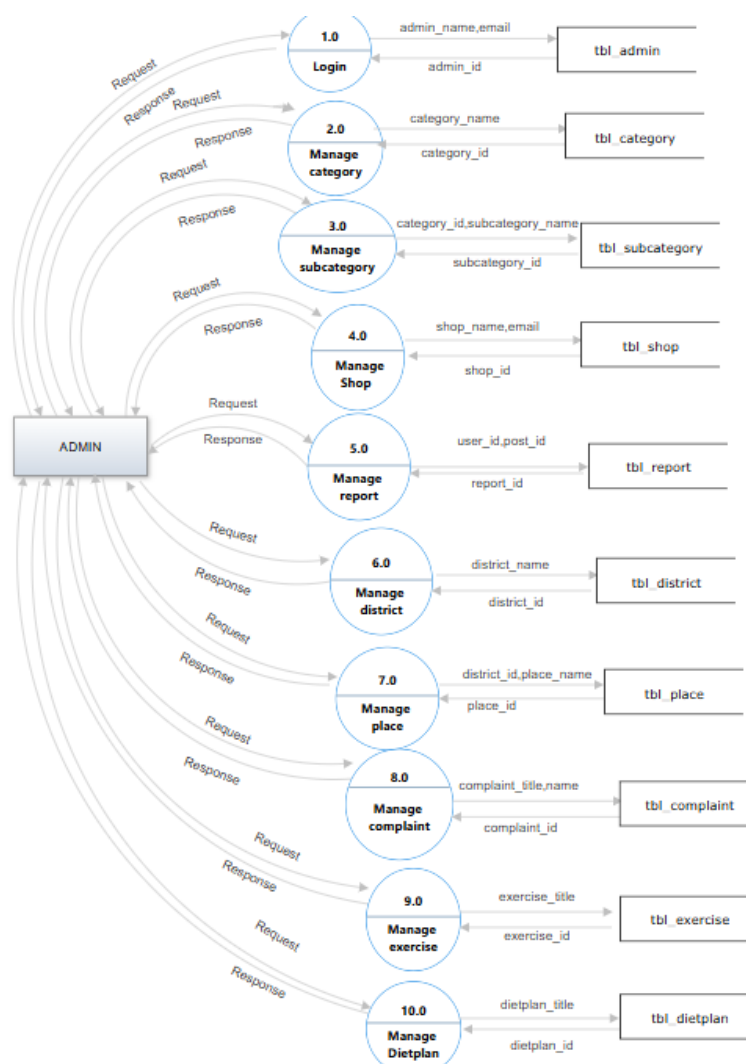 1.0
Login
admin_name,email
admin_id
tbl_admin
Request
Response
2.0
Manage
category
category_name
category_id
tbl_category
Request
Response
3.0
Manage
subcategory
category_id,subcategory_name
subcategory_id
tbl_subcategory
Request
Response
4.0
Manage
Shop
shop_name,email
shop_id
tbl_shop
Request
Response
ADMIN
5.0
Manage
report
user_id,post_id
report_id
tbl_report
Request
Response
6.0
Manage
district
district_name
district_id
tbl_district
Request
Response
7.0
Manage
place
district_id,place_name
place_id
tbl_place
Request
Response
8.0
Manage
complaint
complaint_title,name
complaint_id
tbl_complaint
Request
Response
9.0
Manage
exercise
exercise_title
exercise_id
tbl_exercise
Request
Response
10.0
Manage
Dietplan
dietplan_title
dietplan_id
tbl_dietplan
Request
Response